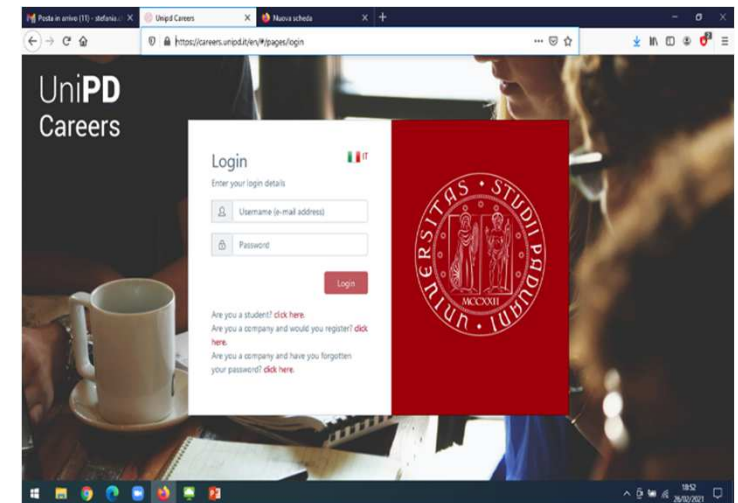 Posta in arrivo (11) - stefania.
Unipd Careers
Nuova scheda
https://careers.unipd.it/en/#/pages/login
UniPD
Careers
Login
IT
Enter your login details
Username (e-mail address)
Password
Login
Are you a student? click here.
Are you a company and would you register? click
here.
Are you a company and have you forgotten
your password? click here.
UNIVERSITAS • STUDII PADUANI •
MCCXXII
18:52
26/02/2021